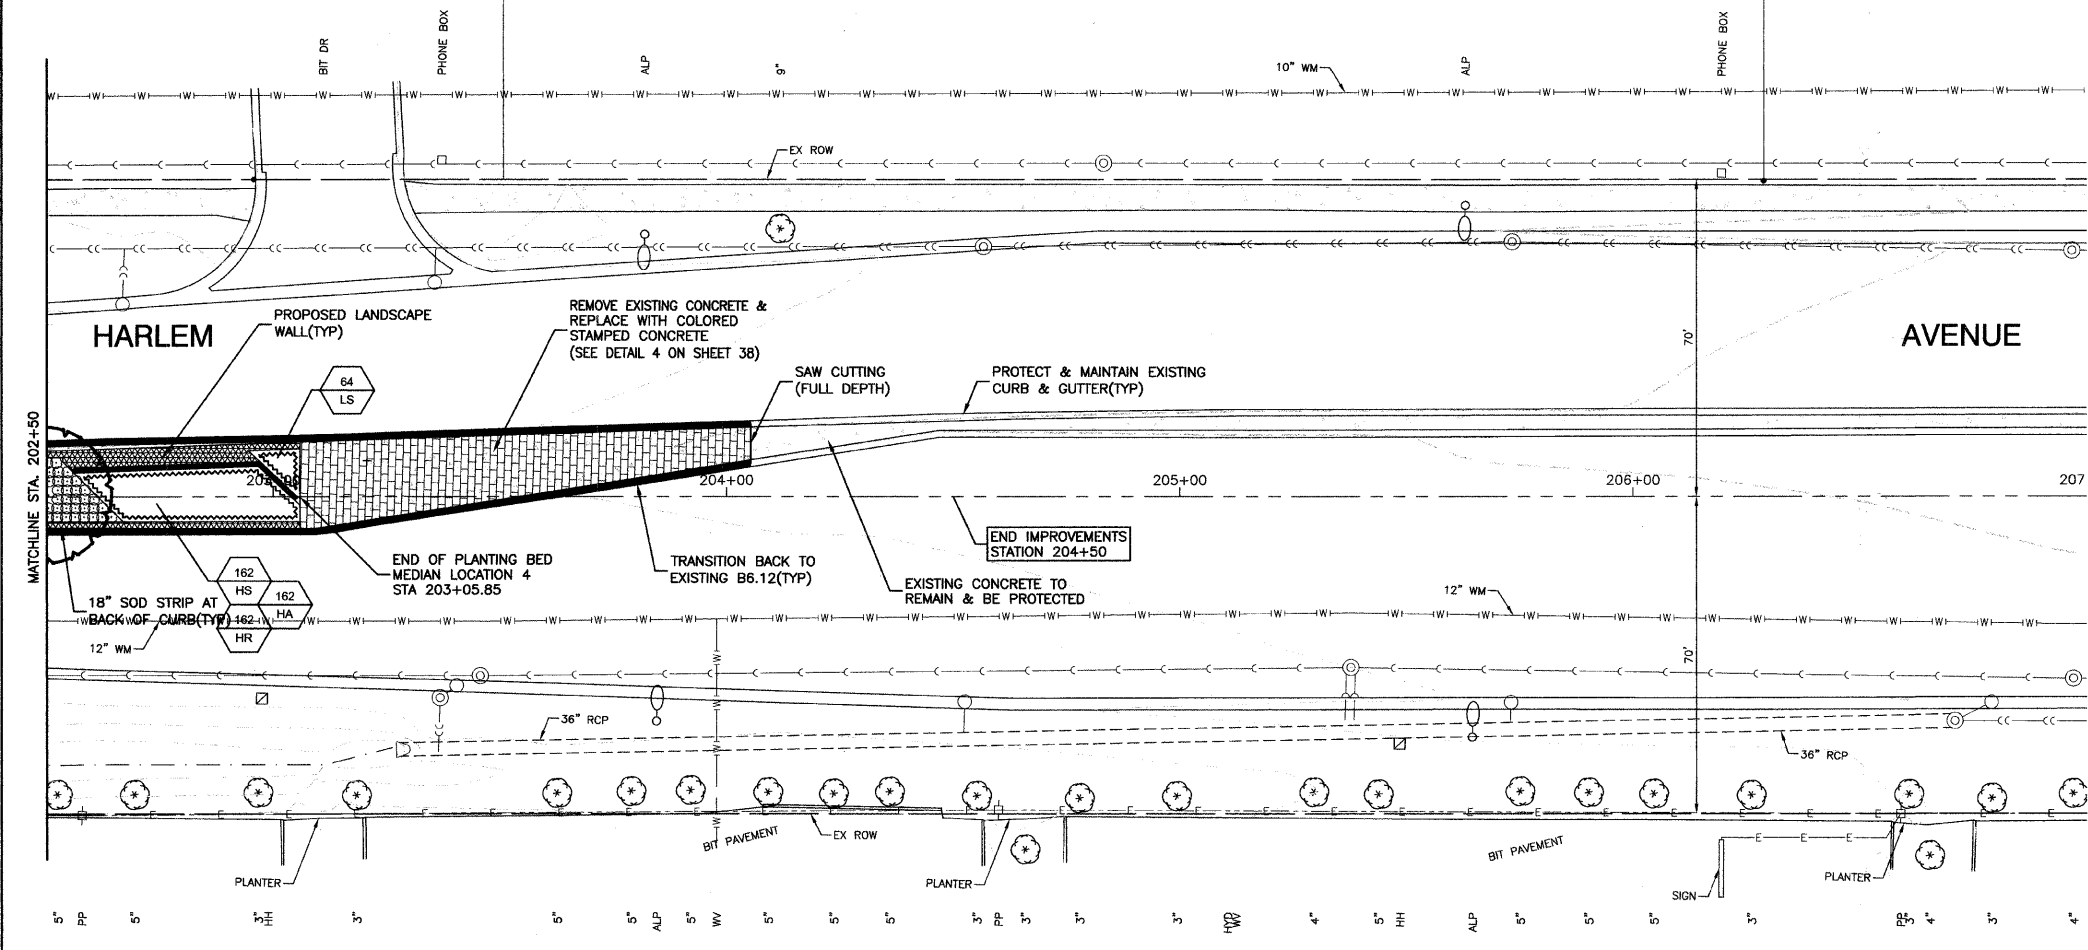 BIT DR
PHONE BOX
ALP
9"
10" WM
ALP
PHONE BOX
EX ROW
HARLEM
AVENUE
PROPOSED LANDSCAPE
WALL(TYP)
REMOVE EXISTING CONCRETE &
REPLACE WITH COLORED
STAMPED CONCRETE
(SEE DETAIL 4 ON SHEET 38)
64
LS
SAW CUTTING
(FULL DEPTH)
PROTECT & MAINTAIN EXISTING
CURB & GUTTER(TYP)
70'
MATCHLINE STA. 202+50
204+00
205+00
206+00
207
END IMPROVEMENTS
STATION 204+50
END OF PLANTING BED
MEDIAN LOCATION 4
STA 203+05.85
TRANSITION BACK TO
EXISTING B6.12(TYP)
EXISTING CONCRETE TO
REMAIN & BE PROTECTED
162
HS
162
HA
162
HR
18" SOD STRIP AT
BACK OF CURB(TYP)
12" WM
12" WM
70'
36" RCP
36" RCP
BIT PAVEMENT
EX ROW
BIT PAVEMENT
PLANTER
PLANTER
SIGN
PLANTER
5"
PP
5"
3"
HH
3"
5"
5"
ALP
5"
WV
5"
5"
5"
3"
PP
3"
3"
3"
HYD
WV
4"
5"
HH
ALP
5"
5"
5"
3"
PP
3"
4"
3"
4"